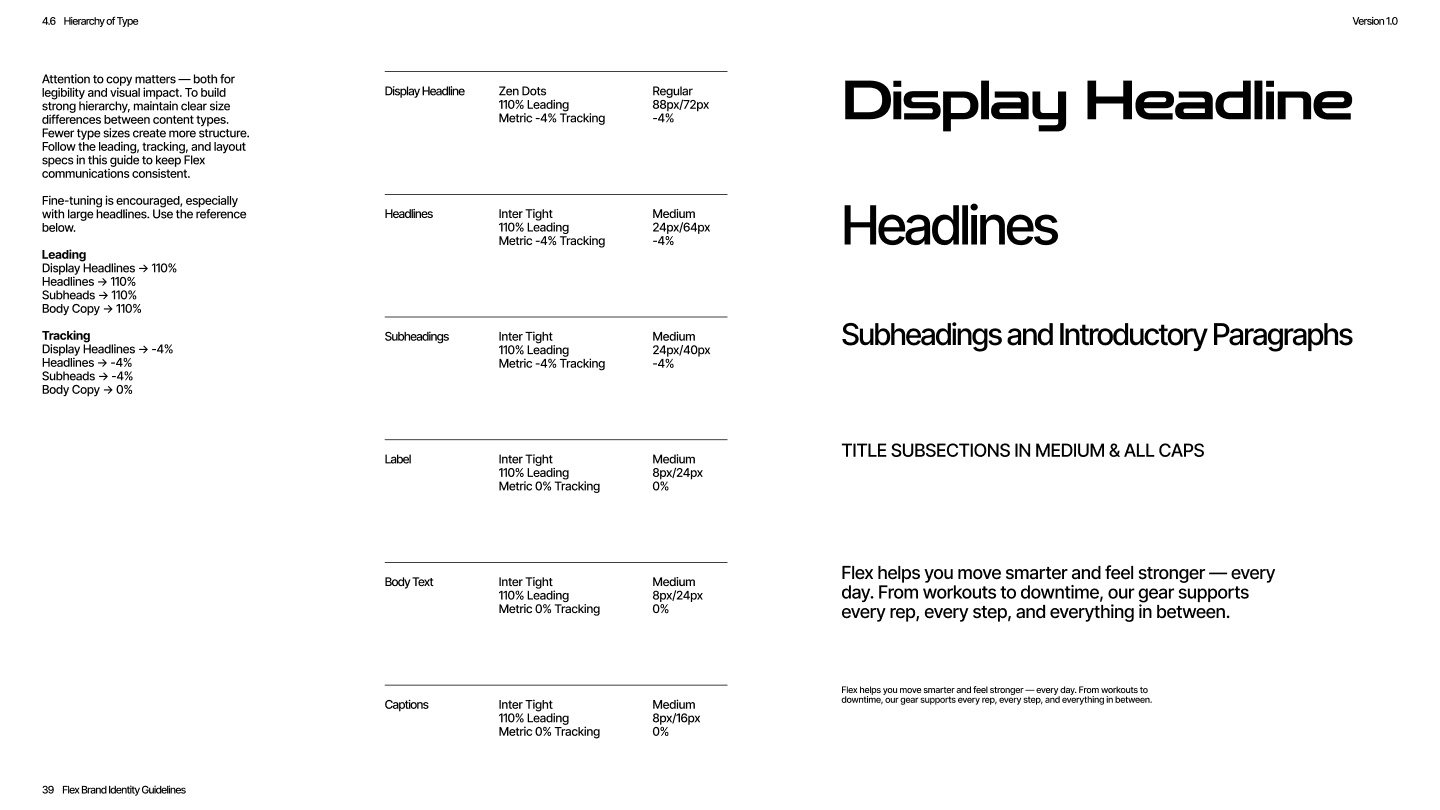 4.6 Hierarchy of Type
Version 1.0
Attention to copy matters — both for
legibility and visual impact. To build
strong hierarchy, maintain clear size
differences between content types.
Fewer type sizes create more structure.
Follow the leading, tracking, and layout
specs in this guide to keep Flex
communications consistent.
Fine-tuning is encouraged, especially
with large headlines. Use the reference
below.
Leading
Display Headlines → 110%
Headlines → 110%
Subheads → 110%
Body Copy → 110%
Tracking
Display Headlines → -4%
Headlines → -4%
Subheads → -4%
Body Copy → 0%
Display Headline
Zen Dots
110% Leading
Metric -4% Tracking
Regular
88px/72px
-4%
Display Headline
Headlines
Inter Tight
110% Leading
Metric -4% Tracking
Medium
24px/64px
-4%
Headlines
Subheadings
Inter Tight
110% Leading
Metric -4% Tracking
Medium
24px/40px
-4%
Subheadings and Introductory Paragraphs
Label
Inter Tight
110% Leading
Metric 0% Tracking
Medium
8px/24px
0%
TITLE SUBSECTIONS IN MEDIUM & ALL CAPS
Body Text
Inter Tight
110% Leading
Metric 0% Tracking
Medium
8px/24px
0%
Flex helps you move smarter and feel stronger — every
day. From workouts to downtime, our gear supports
every rep, every step, and everything in between.
Captions
Inter Tight
110% Leading
Metric 0% Tracking
Medium
8px/16px
0%
Flex helps you move smarter and feel stronger — every day. From workouts to
downtime, our gear supports every rep, every step, and everything in between.
39 Flex Brand Identity Guidelines